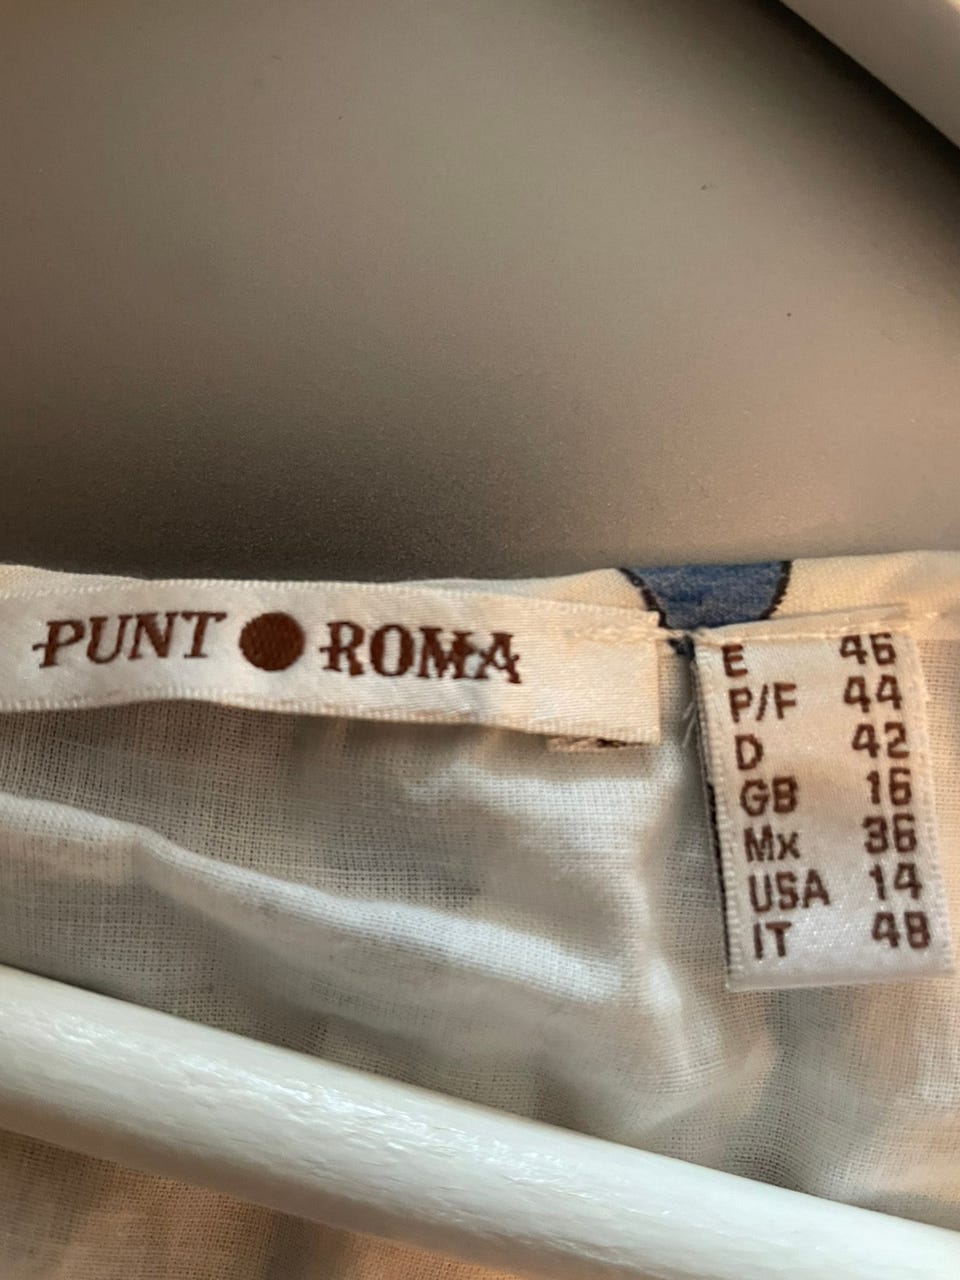 PUNT ROMA
E 46
P/F 44
D 42
GB 16
Mx 36
USA 14
IT 48